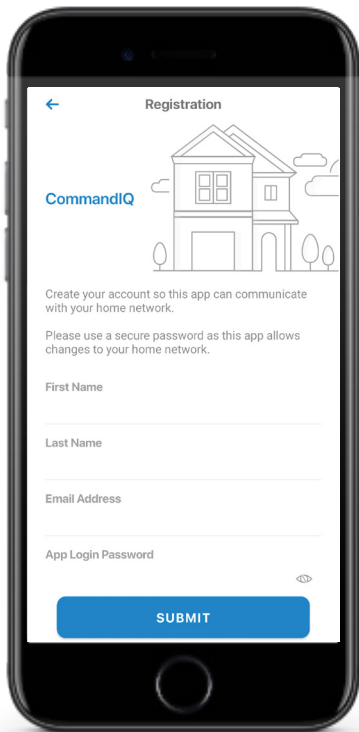 Registration
CommandIQ
Create your account so this app can communicate
with your home network.
Please use a secure password as this app allows
changes to your home network.
First Name
Last Name
Email Address
App Login Password
SUBMIT